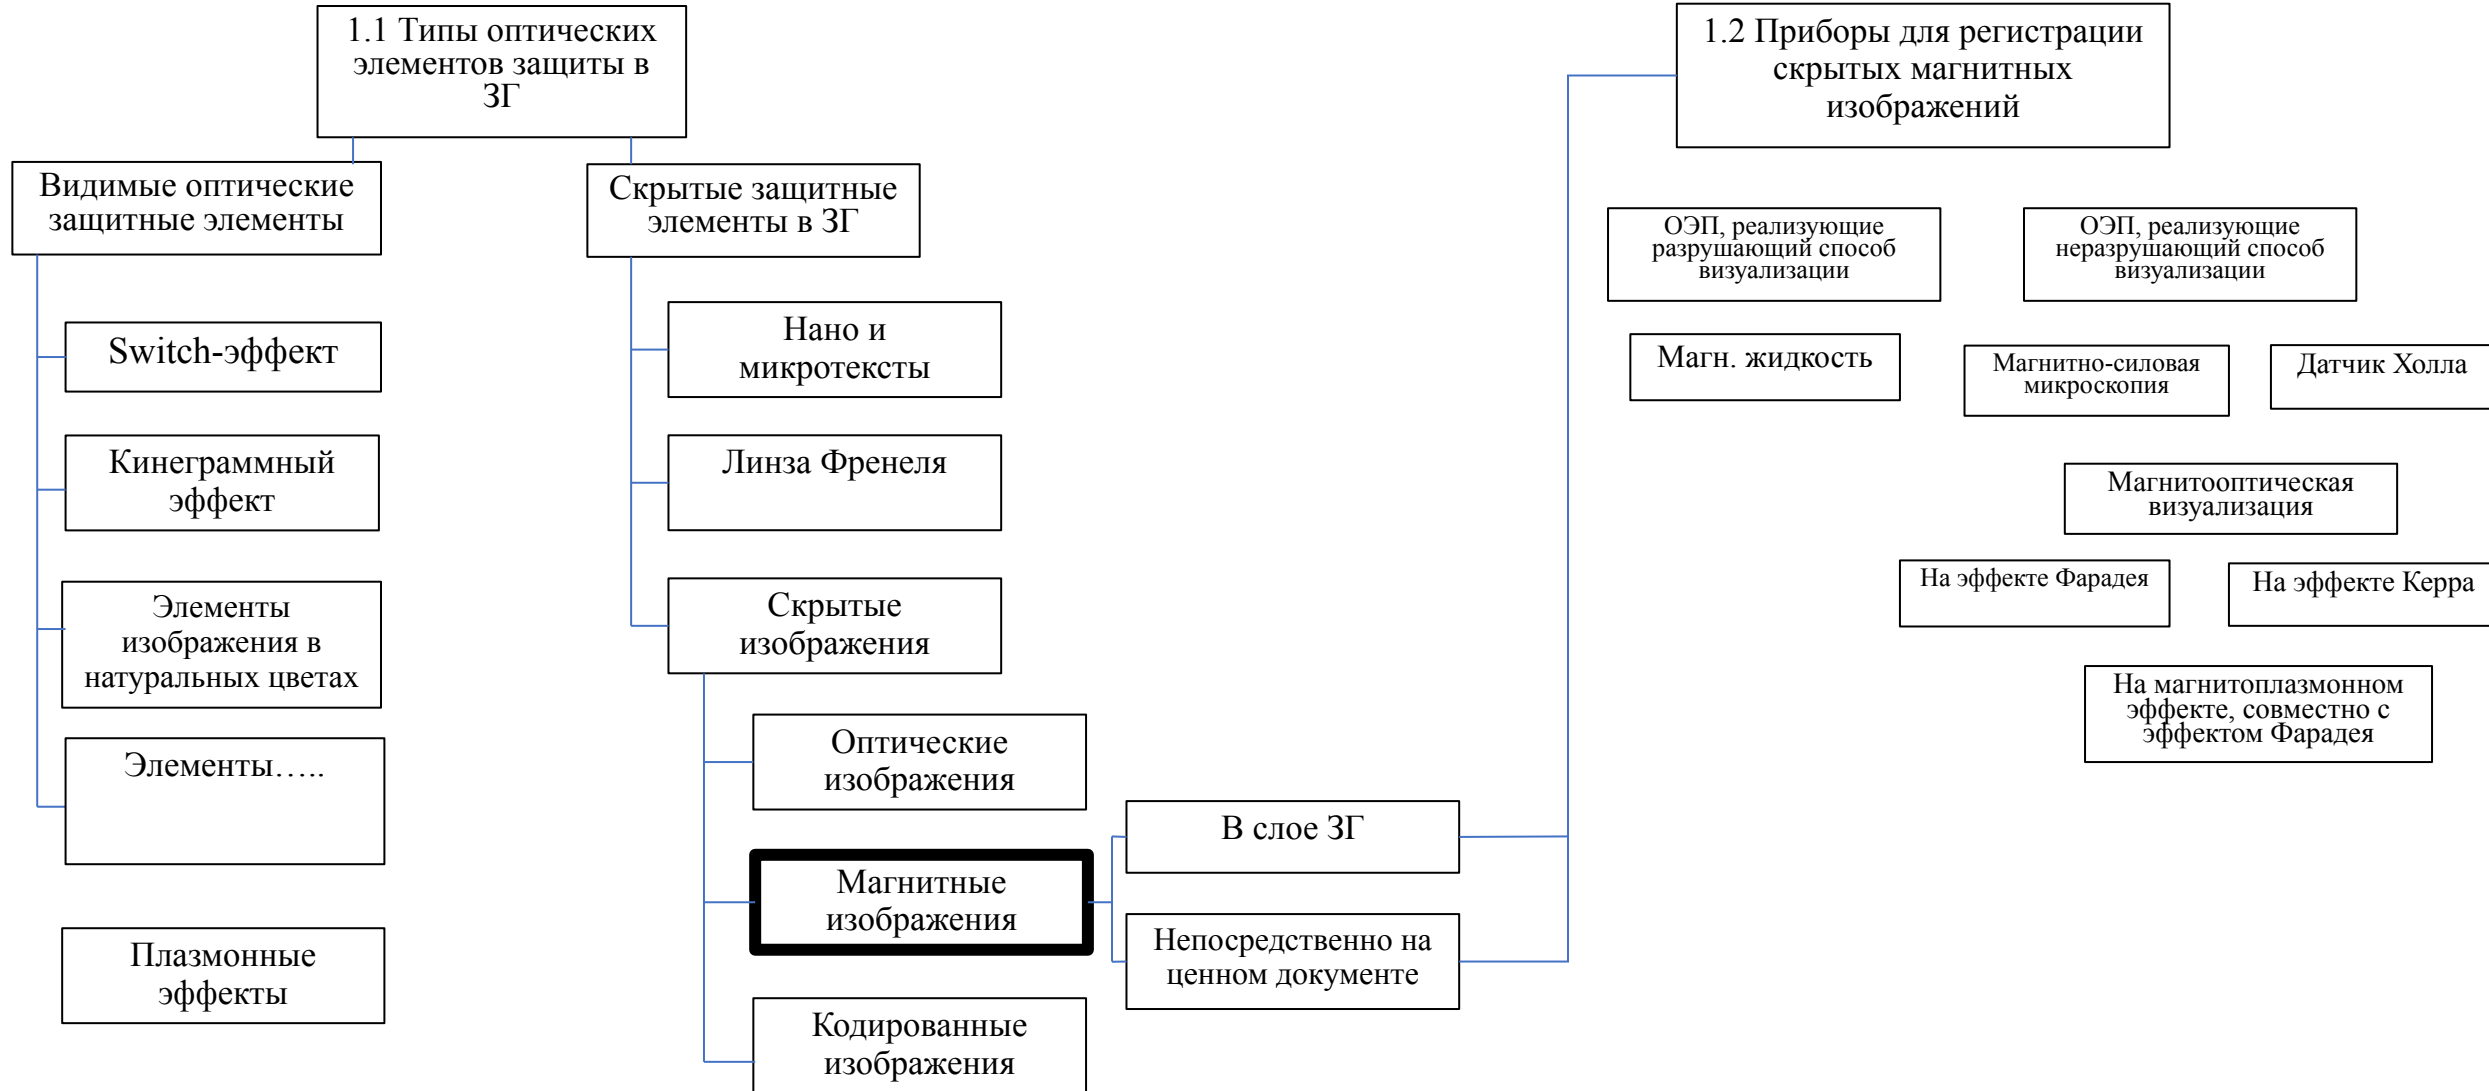 1.1 Типы оптических
элементов защиты в
ЗГ
Видимые оптические
защитные элементы
Switch-эффект
Кинеграммный
эффект
Элементы
изображения в
натуральных цветах
Элементы…..
Плазмонные
эффекты
Скрытые защитные
элементы в ЗГ
Нано и
микротексты
Линза Френеля
Скрытые
изображения
Оптические
изображения
Магнитные
изображения
Кодированные
изображения
В слое ЗГ
Непосредственно на
ценном документе
1.2 Приборы для регистрации
скрытых магнитных
изображений
ОЭП, реализующие
разрушающий способ
визуализации
ОЭП, реализующие
неразрушающий способ
визуализации
Магн. жидкость
Магнитно-силовая
микроскопия
Датчик Холла
Магнитооптическая
визуализация
На эффекте Фарадея
На эффекте Керра
На магнитоплазмонном
эффекте, совместно с
эффектом Фарадея